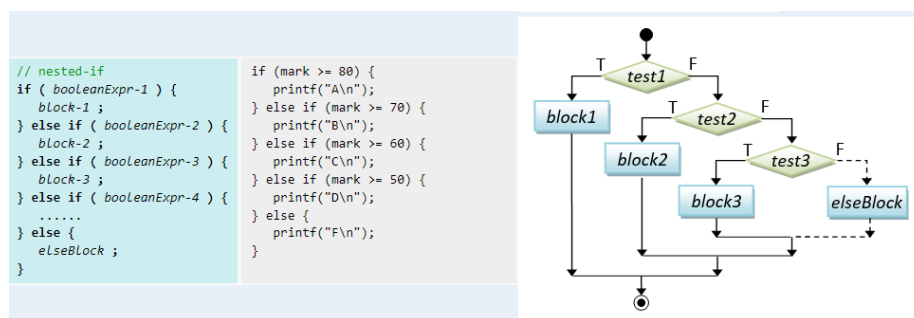 // nested-if
if ( booleanExpr-1 ) {
block-1 ;
} else if ( booleanExpr-2 ) {
block-2 ;
} else if ( booleanExpr-3 ) {
block-3 ;
} else if ( booleanExpr-4 ) {
......
} else {
elseBlock ;
}
if (mark >= 80) {
printf("A\n");
} else if (mark >= 70) {
printf("B\n");
} else if (mark >= 60) {
printf("C\n");
} else if (mark >= 50) {
printf("D\n");
} else {
printf("F\n");
}
T test1 F
block1
T test2 F
block2
T test3 F
block3
elseBlock